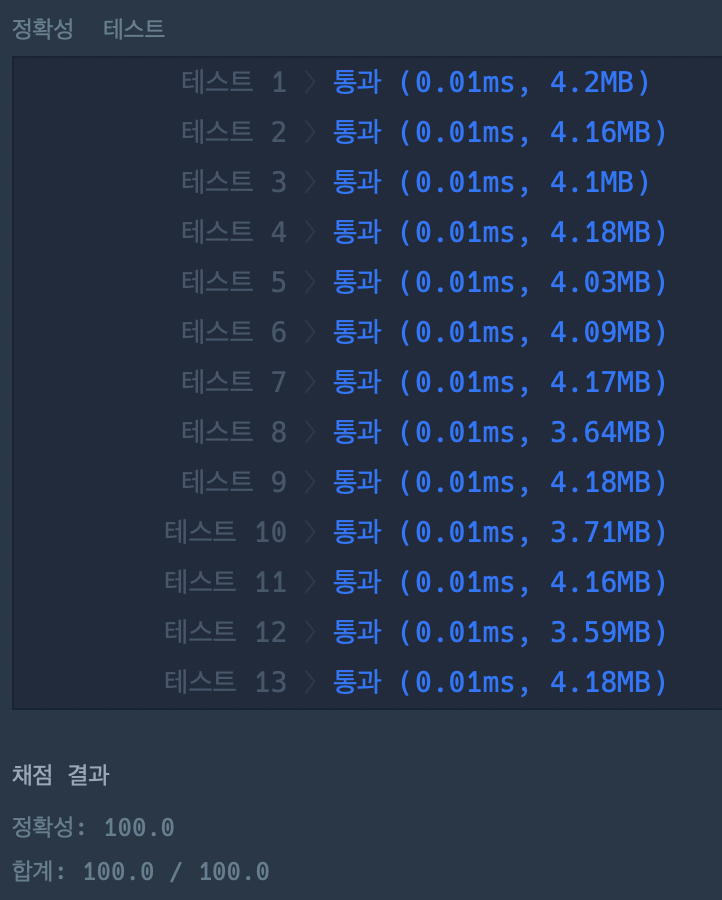 정확성  테스트
테스트 1 〉 통과 (0.01ms, 4.2MB)
테스트 2 〉 통과 (0.01ms, 4.16MB)
테스트 3 〉 통과 (0.01ms, 4.1MB)
테스트 4 〉 통과 (0.01ms, 4.18MB)
테스트 5 〉 통과 (0.01ms, 4.03MB)
테스트 6 〉 통과 (0.01ms, 4.09MB)
테스트 7 〉 통과 (0.01ms, 4.17MB)
테스트 8 〉 통과 (0.01ms, 3.64MB)
테스트 9 〉 통과 (0.01ms, 4.18MB)
테스트 10 〉 통과 (0.01ms, 3.71MB)
테스트 11 〉 통과 (0.01ms, 4.16MB)
테스트 12 〉 통과 (0.01ms, 3.59MB)
테스트 13 〉 통과 (0.01ms, 4.18MB)
채점 결과
정확성: 100.0
합계: 100.0 / 100.0